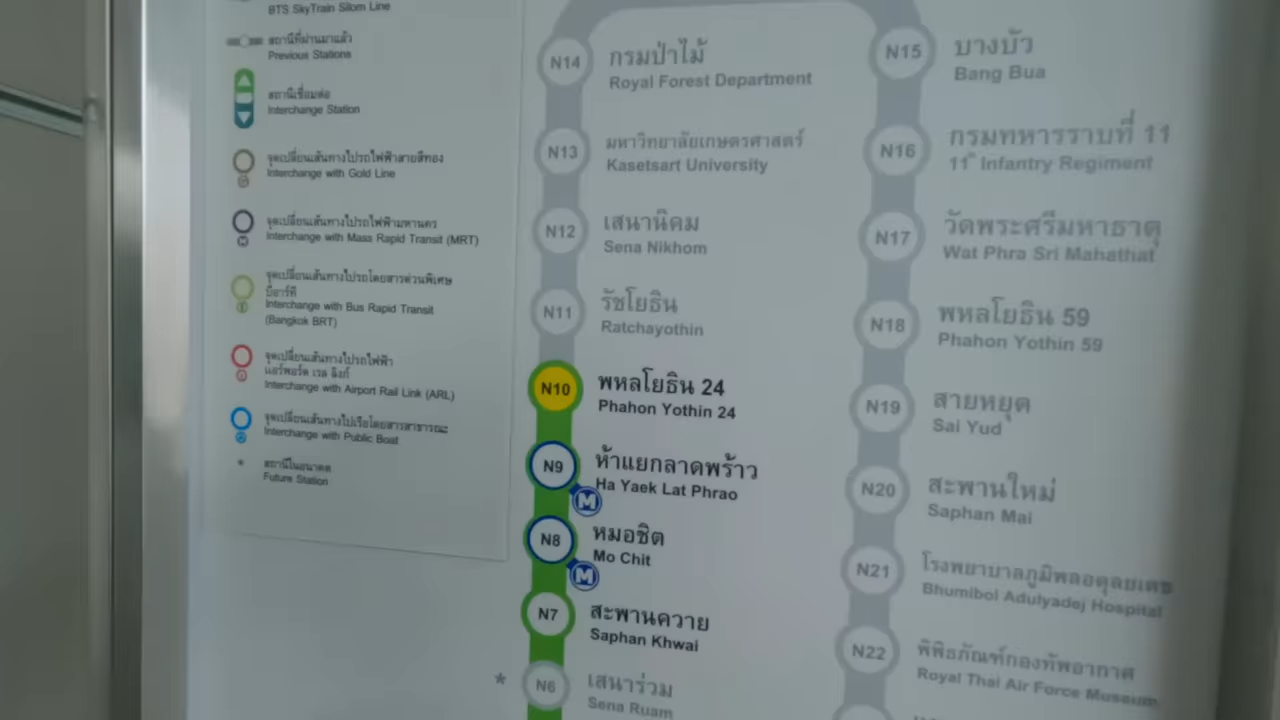 BTS SkyTrain Silom Line
สถานีที่ผ่านมาแล้ว
Previous Stations
สถานีเชื่อมต่อ
Interchange Station
จุดเปลี่ยนเส้นทางไปรถไฟฟ้าสายสีทอง
Interchange with Gold Line
จุดเปลี่ยนเส้นทางไปรถไฟฟ้ามหานคร
Interchange with Mass Rapid Transit (MRT)
จุดเปลี่ยนเส้นทางไปรถโดยสารด่วนพิเศษ
บีอาร์ที
Interchange with Bus Rapid Transit
(Bangkok BRT)
จุดเปลี่ยนเส้นทางไปรถไฟฟ้า
แอร์พอร์ต เรล ลิงก์
Interchange with Airport Rail Link (ARL)
จุดเปลี่ยนเส้นทางไปเรือโดยสารสาธารณะ
Interchange with Public Boat
* สถานีในอนาคต
Future Station
N14 กรมป่าไม้
Royal Forest Department
N13 มหาวิทยาลัยเกษตรศาสตร์
Kasetsart University
N12 เสนานิคม
Sena Nikhom
N11 รัชโยธิน
Ratchayothin
N10 พหลโยธิน 24
Phahon Yothin 24
N9 ห้าแยกลาดพร้าว
Ha Yaek Lat Phrao
M
N8 หมอชิต
Mo Chit
M
N7 สะพานควาย
Saphan Khwai
* N6 เสนาร่วม
Sena Ruam
N15 บางบัว
Bang Bua
N16 กรมทหารราบที่ 11
11th Infantry Regiment
N17 วัดพระศรีมหาธาตุ
Wat Phra Sri Mahathat
N18 พหลโยธิน 59
Phahon Yothin 59
N19 สายหยุด
Sai Yud
N20 สะพานใหม่
Saphan Mai
N21 โรงพยาบาลภูมิพลอดุลยเดช
Bhumibol Adulyadej Hospital
N22 พิพิธภัณฑ์กองทัพอากาศ
Royal Thai Air Force Museum